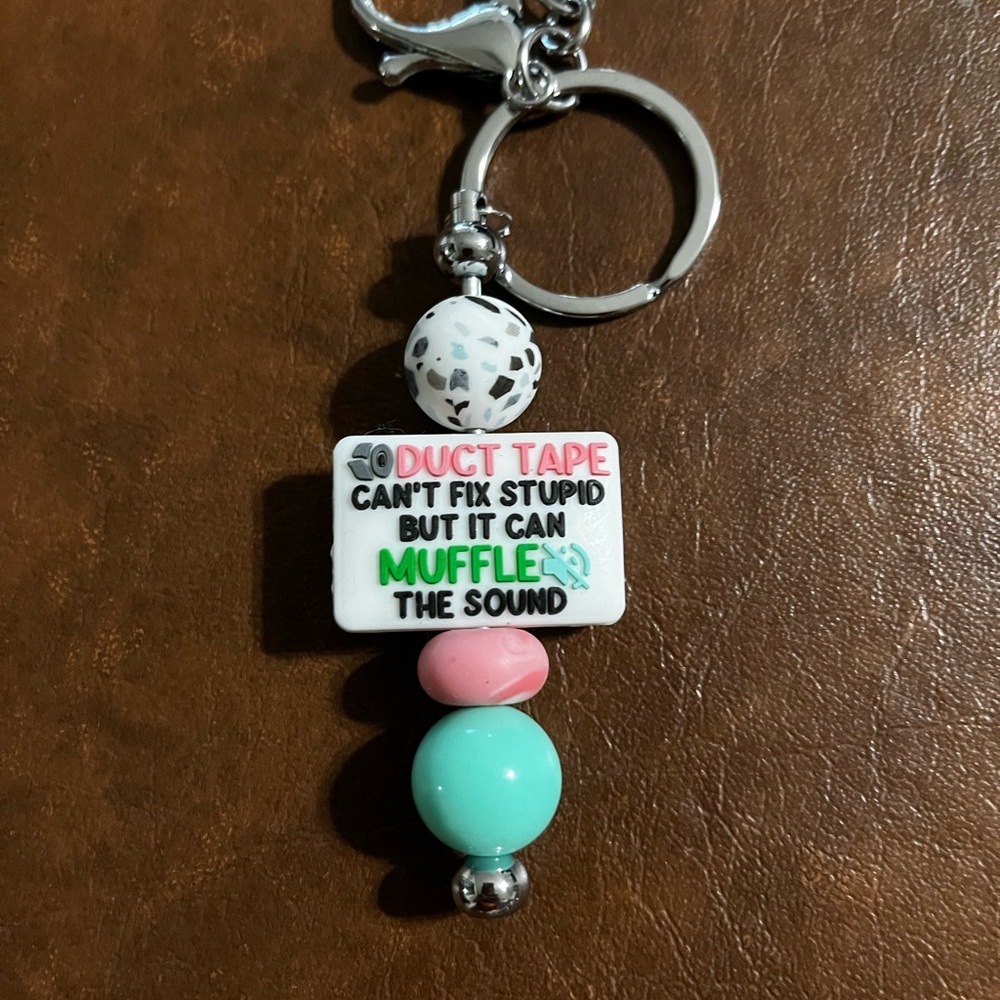 DUCT TAPE
CAN'T FIX STUPID
BUT IT CAN
MUFFLE
THE SOUND